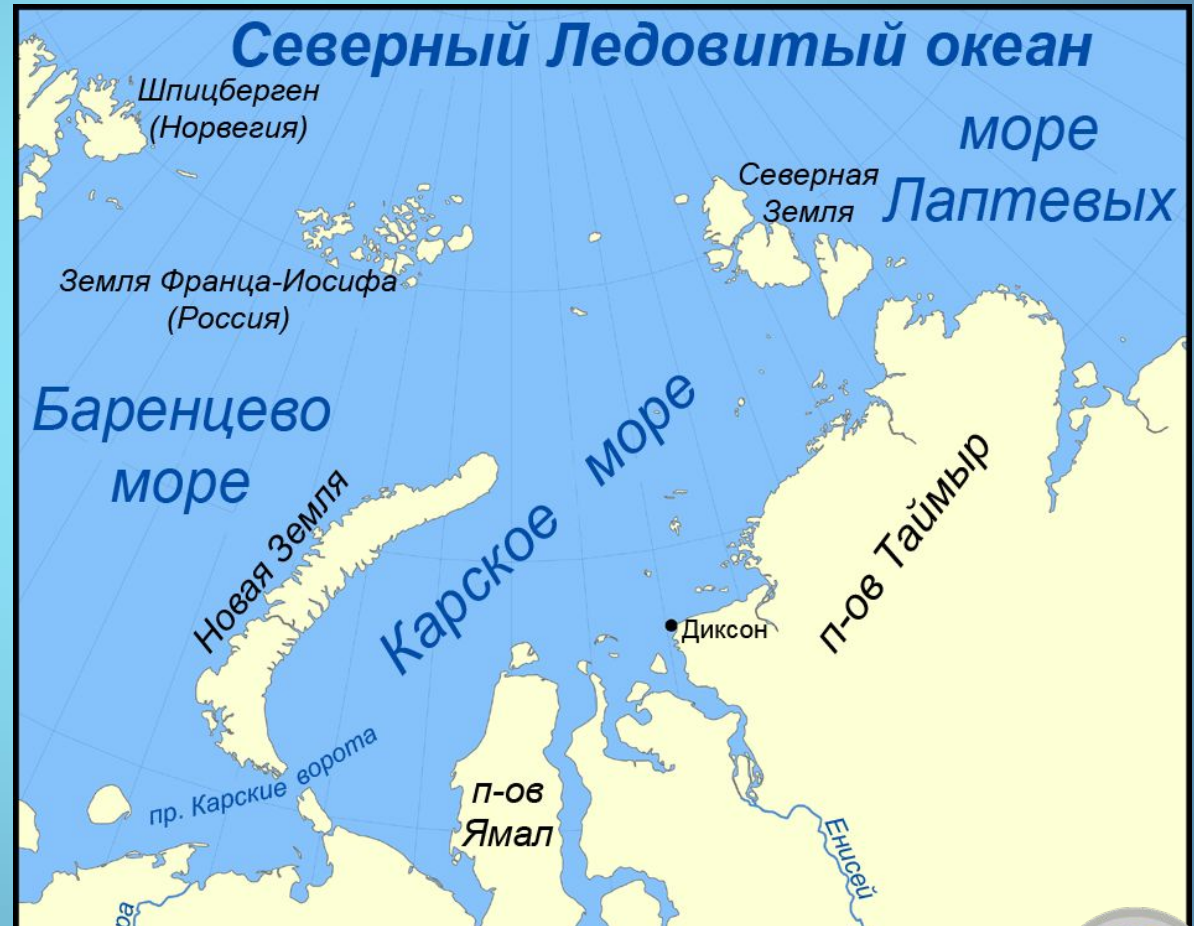 Северный Ледовитый океан
Шпицберген
(Норвегия)
море
Лаптевых
Северная
Земля
Земля Франца-Иосифа
(Россия)
Баренцево
море
Новая Земля
Карское море
п-ов Таймыр
Диксон
пр. Карские ворота
п-ов
Ямал
Енисей